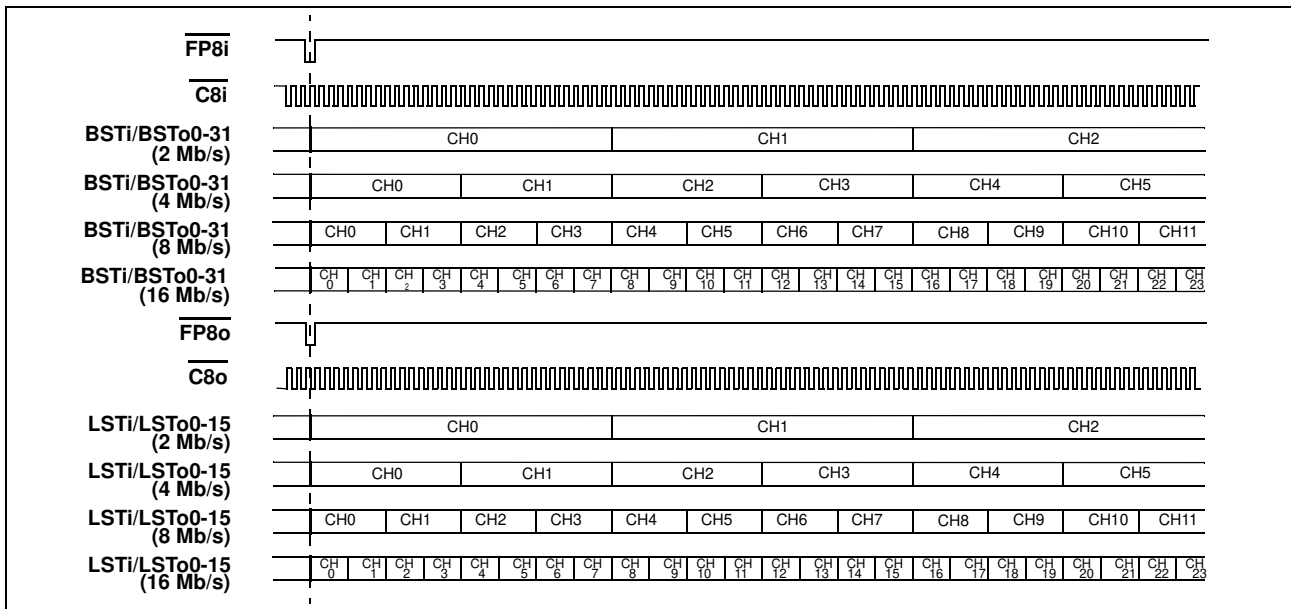 FP8i
C8i
BSTi/BSTo0-31
(2 Mb/s)
CH0 CH1 CH2
BSTi/BSTo0-31
(4 Mb/s)
CH0 CH1 CH2 CH3 CH4 CH5
BSTi/BSTo0-31
(8 Mb/s)
CH0 CH1 CH2 CH3 CH4 CH5 CH6 CH7 CH8 CH9 CH10 CH11
BSTi/BSTo0-31
(16 Mb/s)
CH CH CH CH CH CH CH CH CH CH CH CH CH CH CH CH CH CH CH CH CH CH CH CH
0 1 2 3 4 5 6 7 8 9 10 11 12 13 14 15 16 17 18 19 20 21 22 23
FP8o
C8o
LSTi/LSTo0-15
(2 Mb/s)
CH0 CH1 CH2
LSTi/LSTo0-15
(4 Mb/s)
CH0 CH1 CH2 CH3 CH4 CH5
LSTi/LSTo0-15
(8 Mb/s)
CH0 CH1 CH2 CH3 CH4 CH5 CH6 CH7 CH8 CH9 CH10 CH11
LSTi/LSTo0-15
(16 Mb/s)
CH CH CH CH CH CH CH CH CH CH CH CH CH CH CH CH CH CH CH CH CH CH CH CH
0 1 2 3 4 5 6 7 8 9 10 11 12 13 14 15 16 17 18 19 20 21 22 23